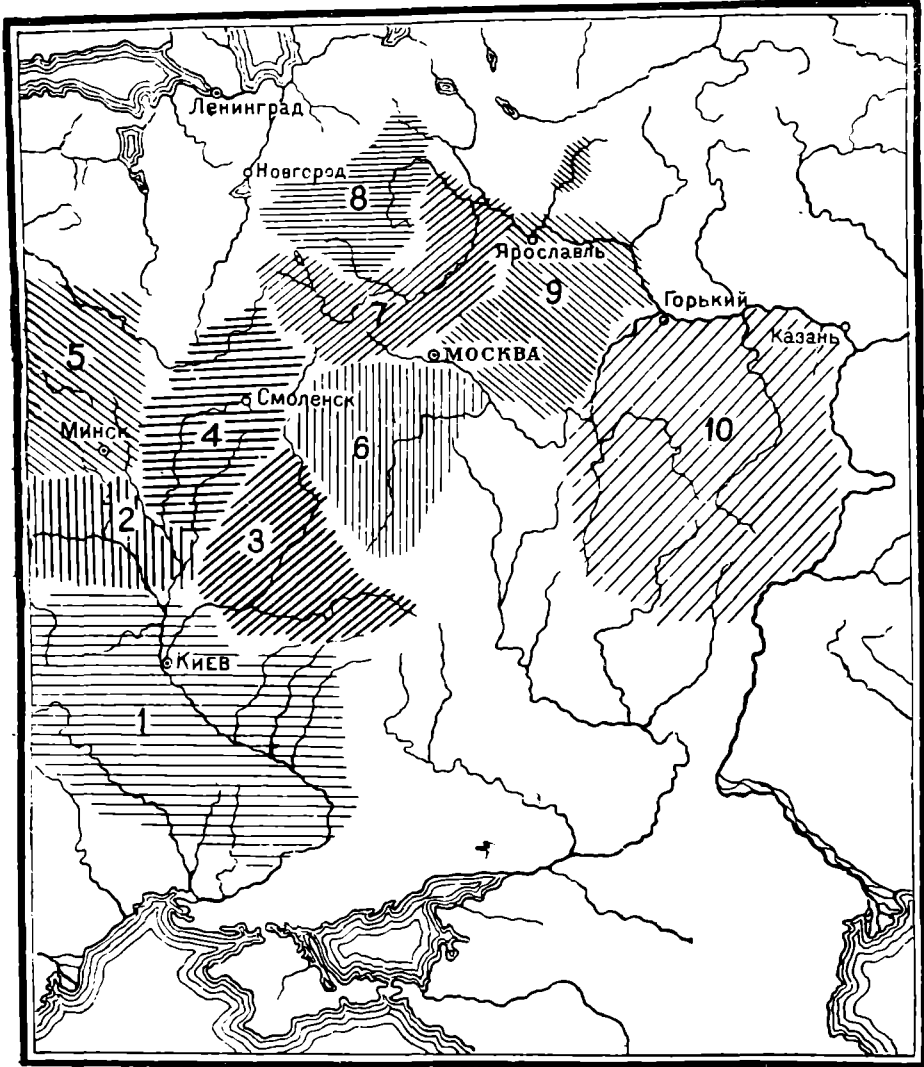 Ленинград
Новгород
8
Ярославль
9
7
Горький
Казань
5
МОСКВА
Смоленск
4
Минск
6
10
2
3
Киев
1